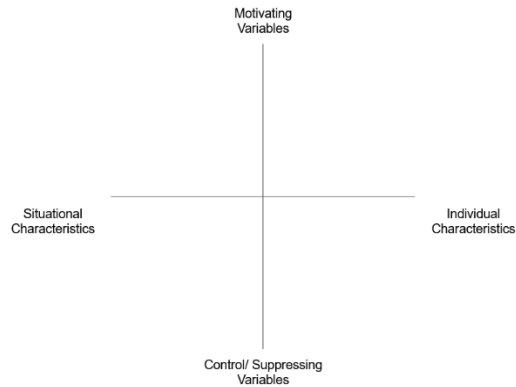 Motivating
Variables
Situational
Characteristics
Individual
Characteristics
Control/ Suppressing
Variables